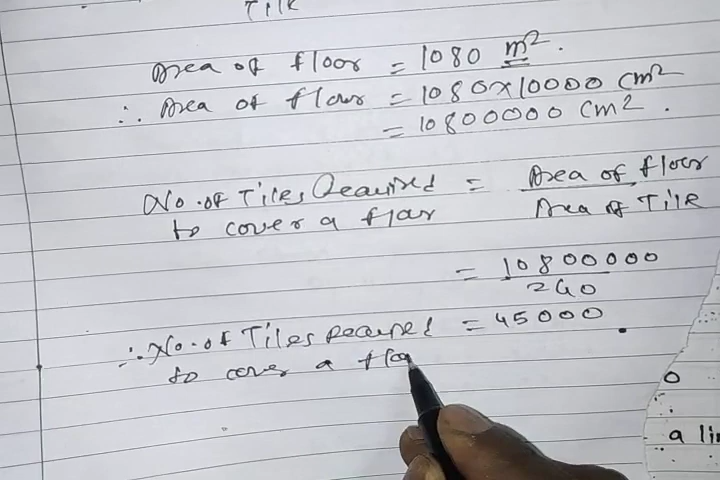 Tile
Area of floor = 1080 m².
∴ Area of floor = 1080×10000 cm²
= 10800000 cm².
No. of Tiles Required = Area of floor / Area of Tile
to cover a floor
= 10800000 / 240
∴ No. of Tiles Required = 45000.
to cover a flo
o
a li